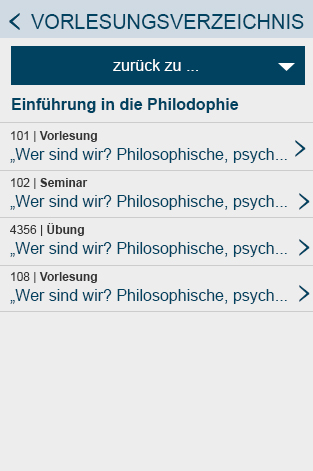 VORLESUNGSVERZEICHNIS
zurück zu ...
Einführung in die Philodophie
101 | Vorlesung
„Wer sind wir? Philosophische, psych...
102 | Seminar
„Wer sind wir? Philosophische, psych...
4356 | Übung
„Wer sind wir? Philosophische, psych...
108 | Vorlesung
„Wer sind wir? Philosophische, psych...